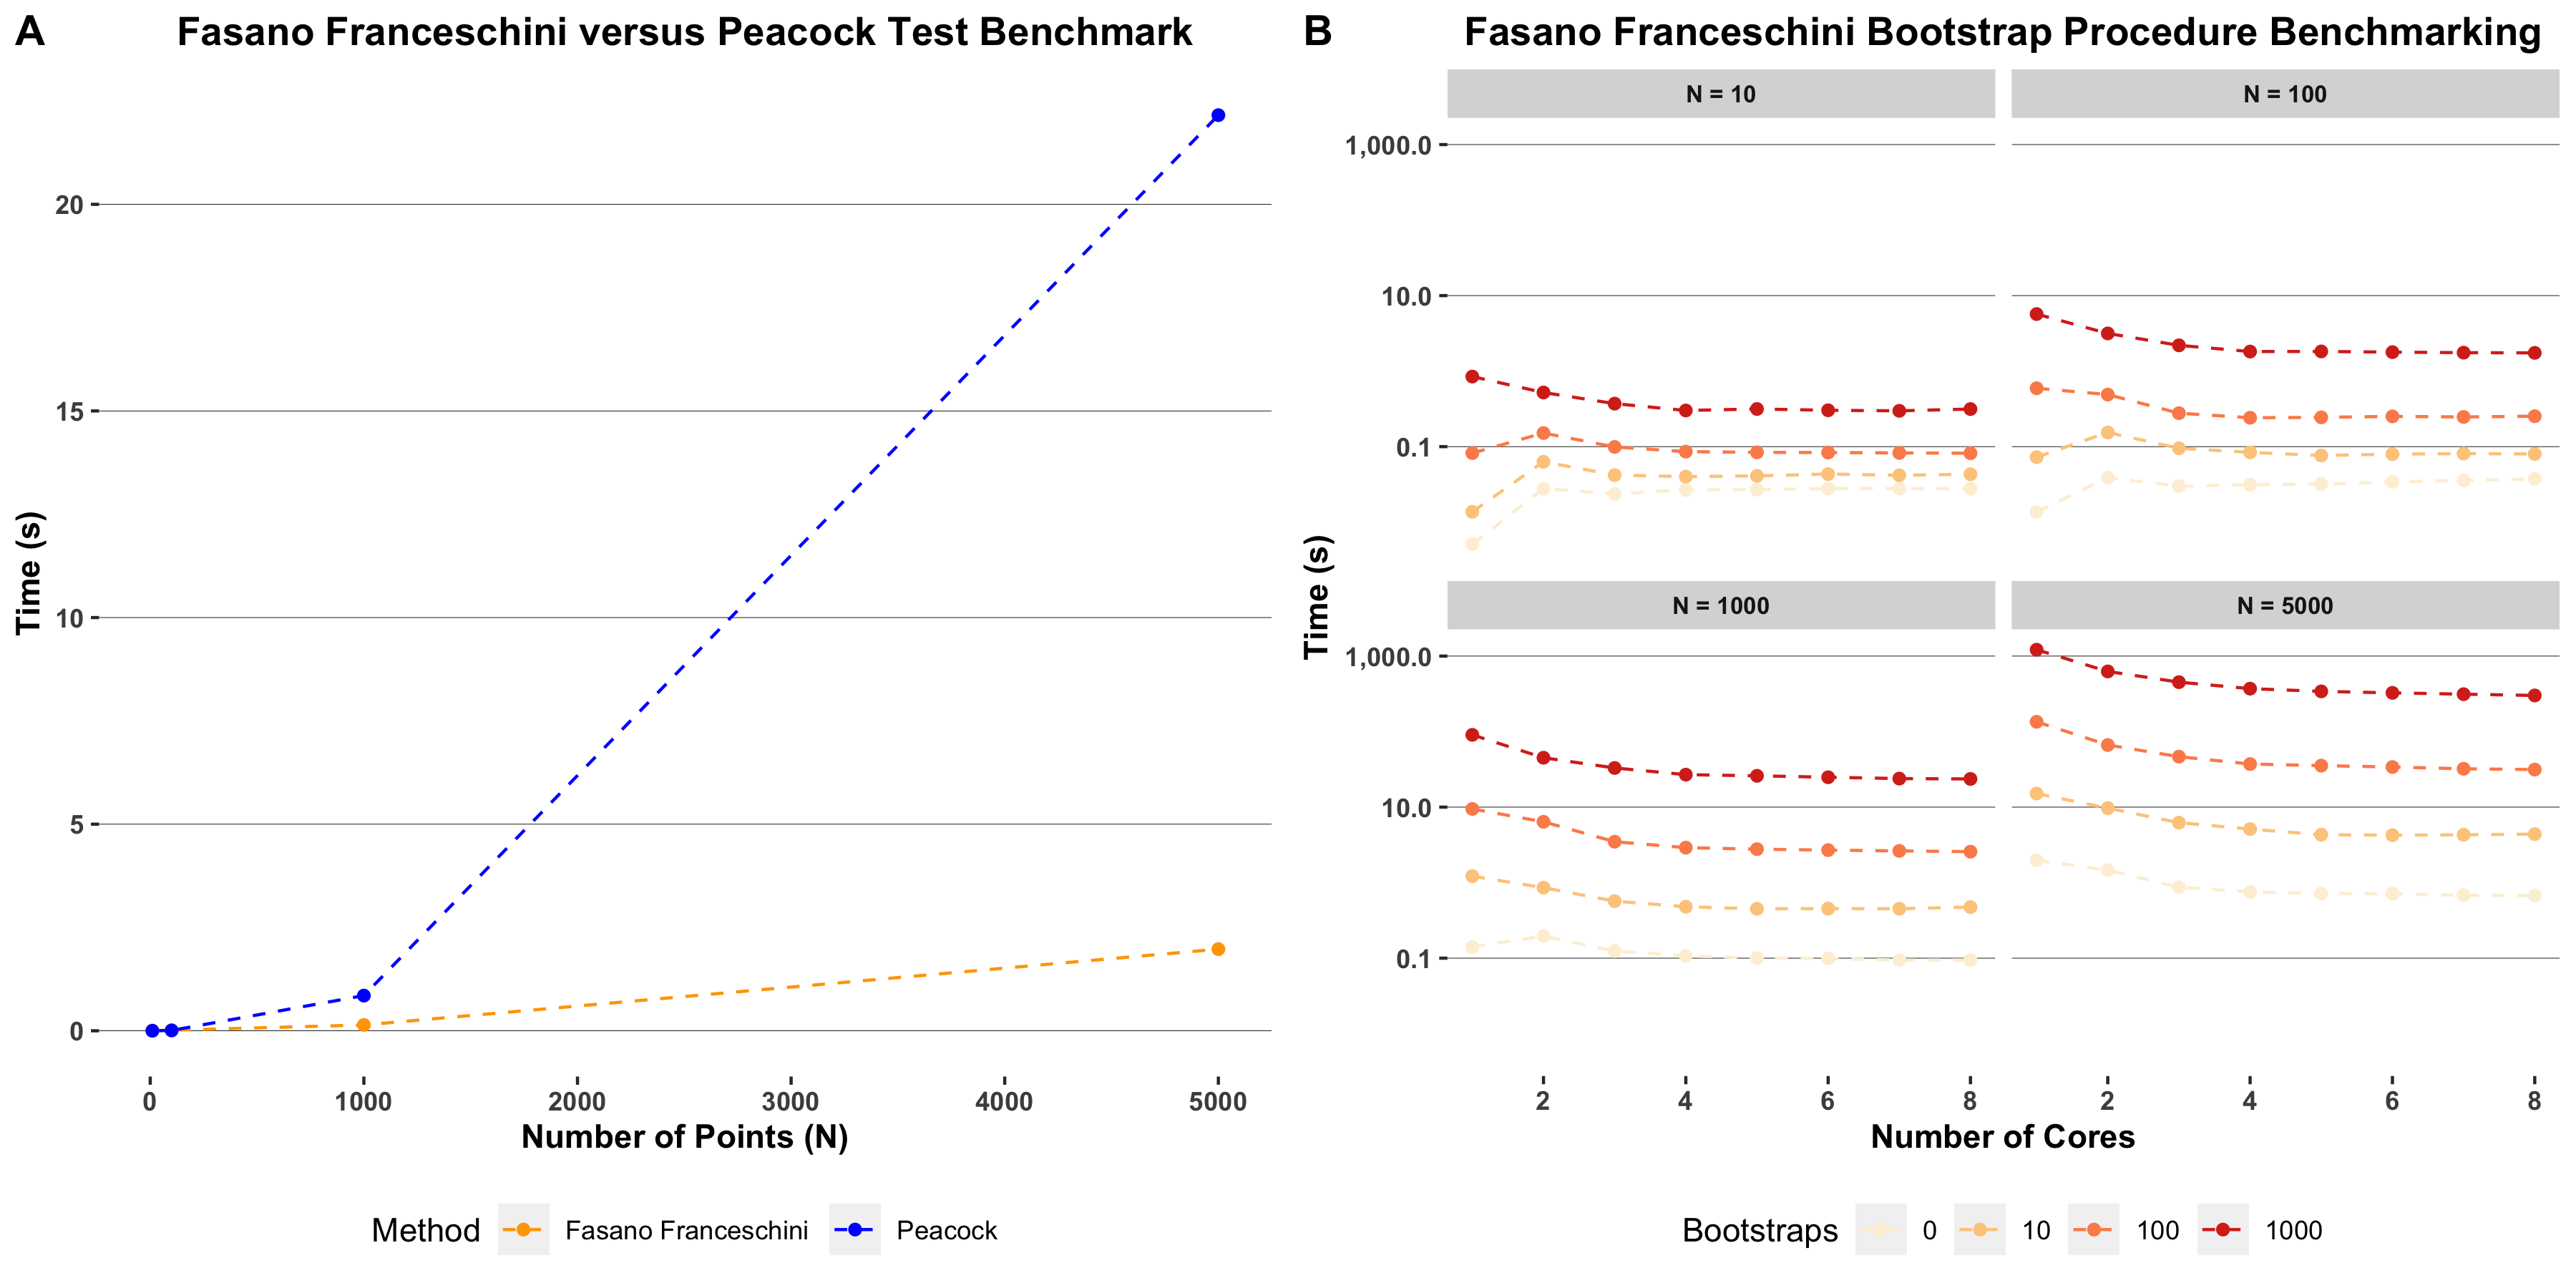 A
Fasano Franceschini versus Peacock Test Benchmark
Time (s)
20
15
10
5
0
0 1000 2000 3000 4000 5000
Number of Points (N)
Method Fasano Franceschini Peacock
B
Fasano Franceschini Bootstrap Procedure Benchmarking
N = 10 N = 100
Time (s)
1,000.0
10.0
0.1
N = 1000 N = 5000
1,000.0
10.0
0.1
2 4 6 8 2 4 6 8
Number of Cores
Bootstraps 0 10 100 1000